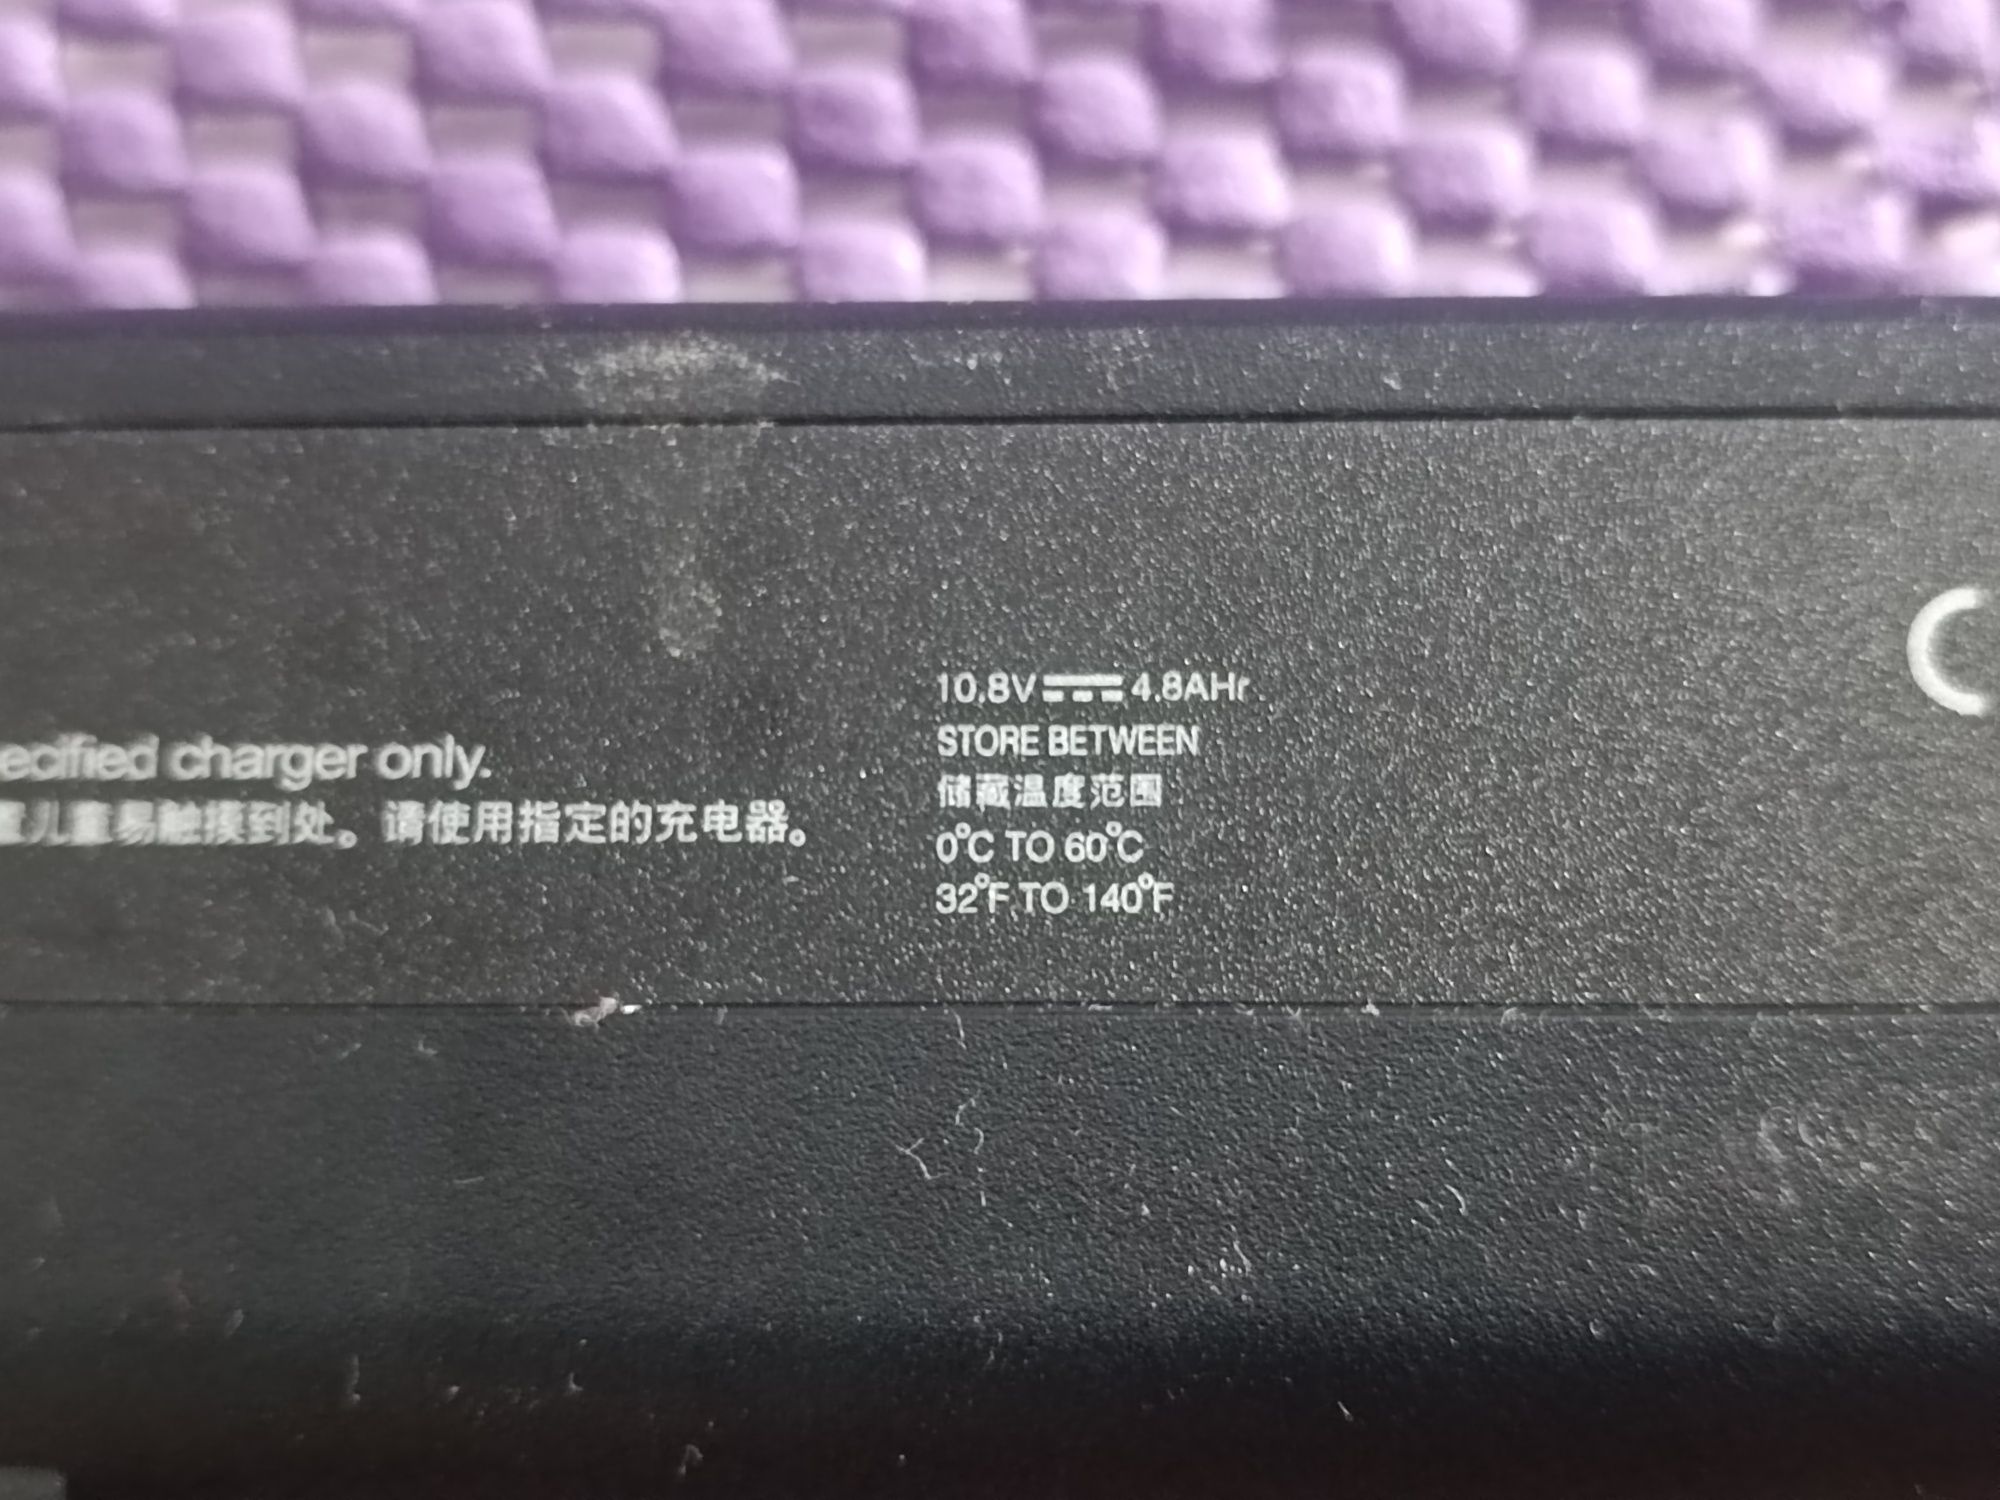 ecified charger only.
儿童易触摸到处。请使用指定的充电器。
10.8V⎓4.8AHr
STORE BETWEEN
储藏温度范围
0°C TO 60°C
32°F TO 140°F